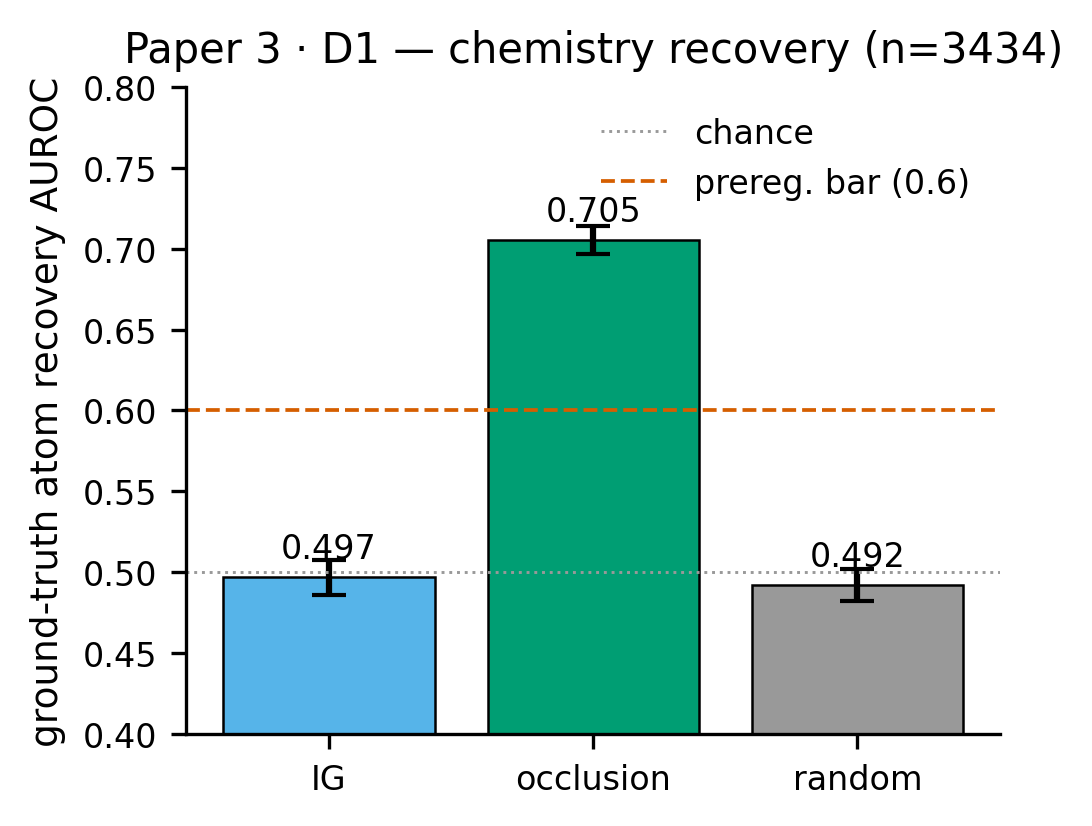 Paper 3 · D1 — chemistry recovery (n=3434)
ground-truth atom recovery AUROC
0.80
0.75
0.70
0.65
0.60
0.55
0.50
0.45
0.40
chance
prereg. bar (0.6)
0.497
0.705
0.492
IG
occlusion
random